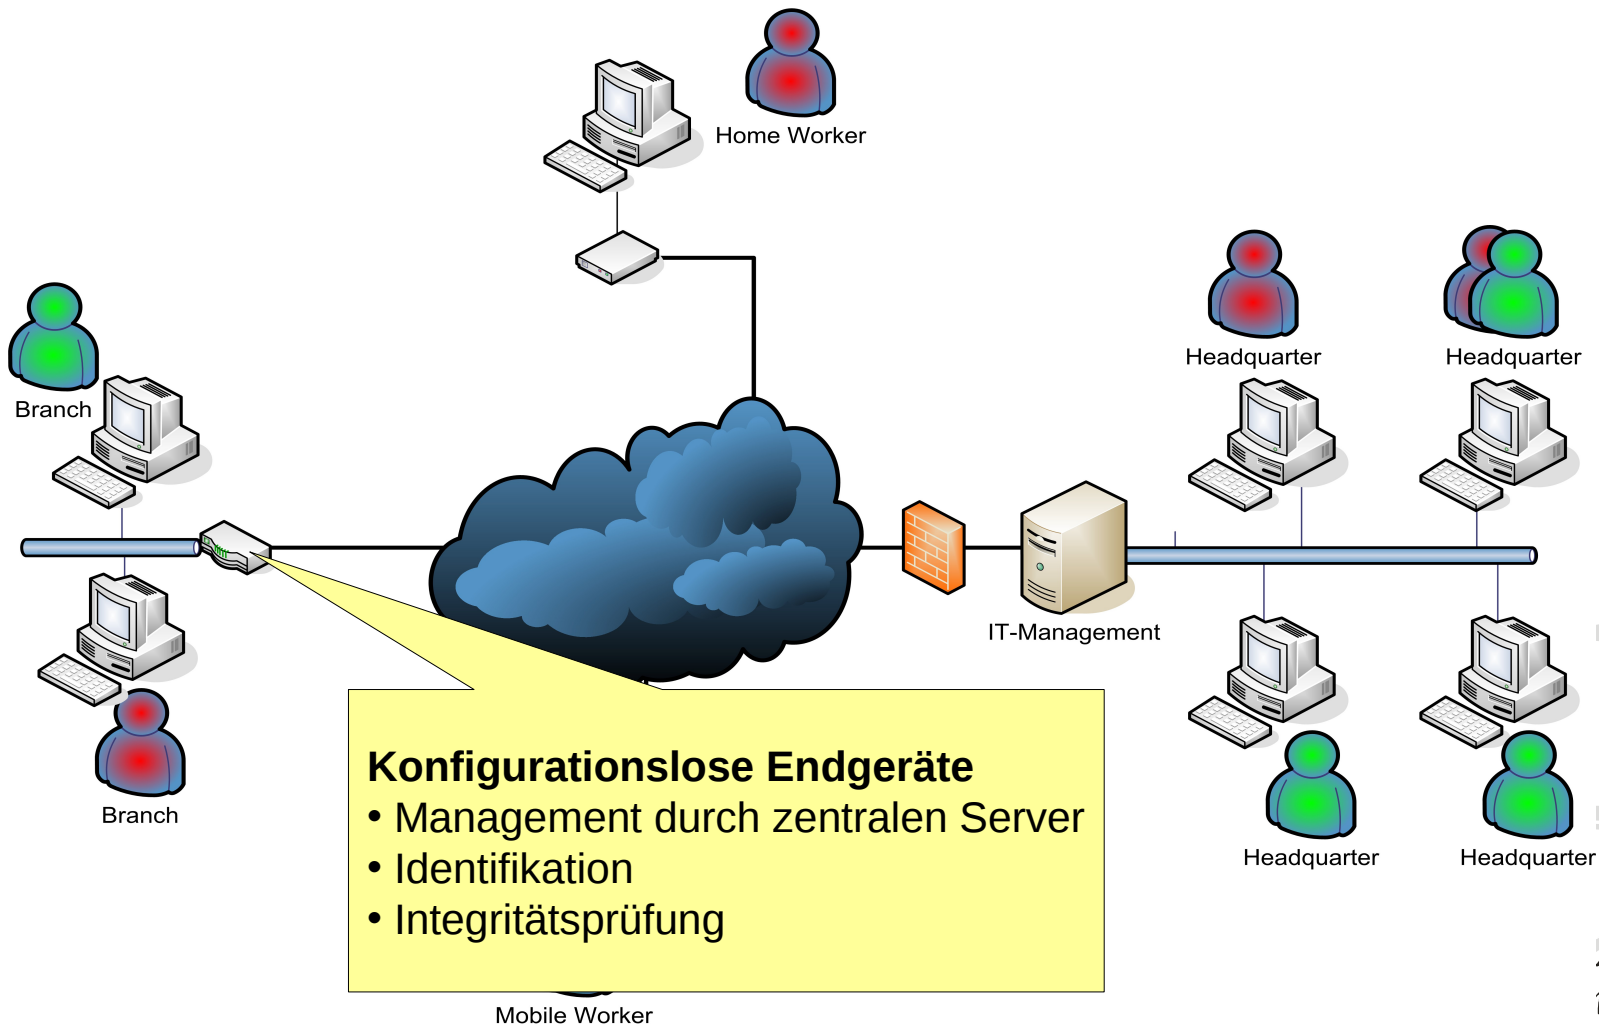 Home Worker
Headquarter
Headquarter
Branch
IT-Management
Konfigurationslose Endgeräte
• Management durch zentralen Server
• Identifikation
• Integritätsprüfung
Branch
Headquarter
Headquarter
Mobile Worker